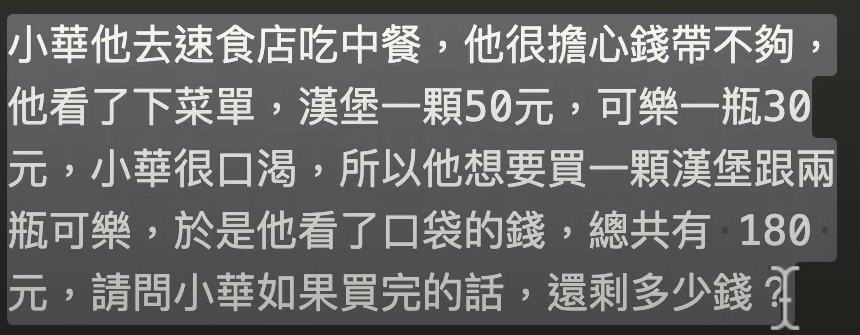 小華他去速食店吃中餐，他很擔心錢帶不夠，
他看了下菜單，漢堡一顆50元，可樂一瓶30
元，小華很口渴，所以他想要買一顆漢堡跟兩
瓶可樂，於是他看了口袋的錢，總共有 180 
元，請問小華如果買完的話，還剩多少錢？